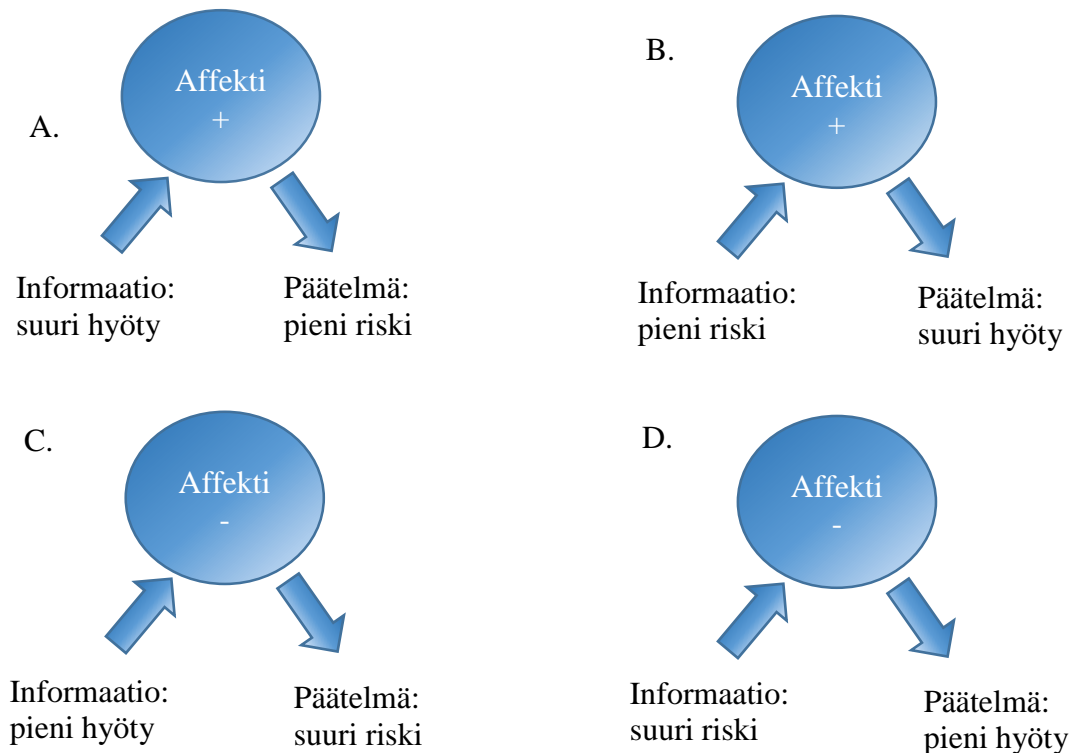 A.
Affekti
+
Informaatio:
suuri hyöty
Päätelmä:
pieni riski
B.
Affekti
+
Informaatio:
pieni riski
Päätelmä:
suuri hyöty
C.
Affekti
-
Informaatio:
pieni hyöty
Päätelmä:
suuri riski
D.
Affekti
-
Informaatio:
suuri riski
Päätelmä:
pieni hyöty